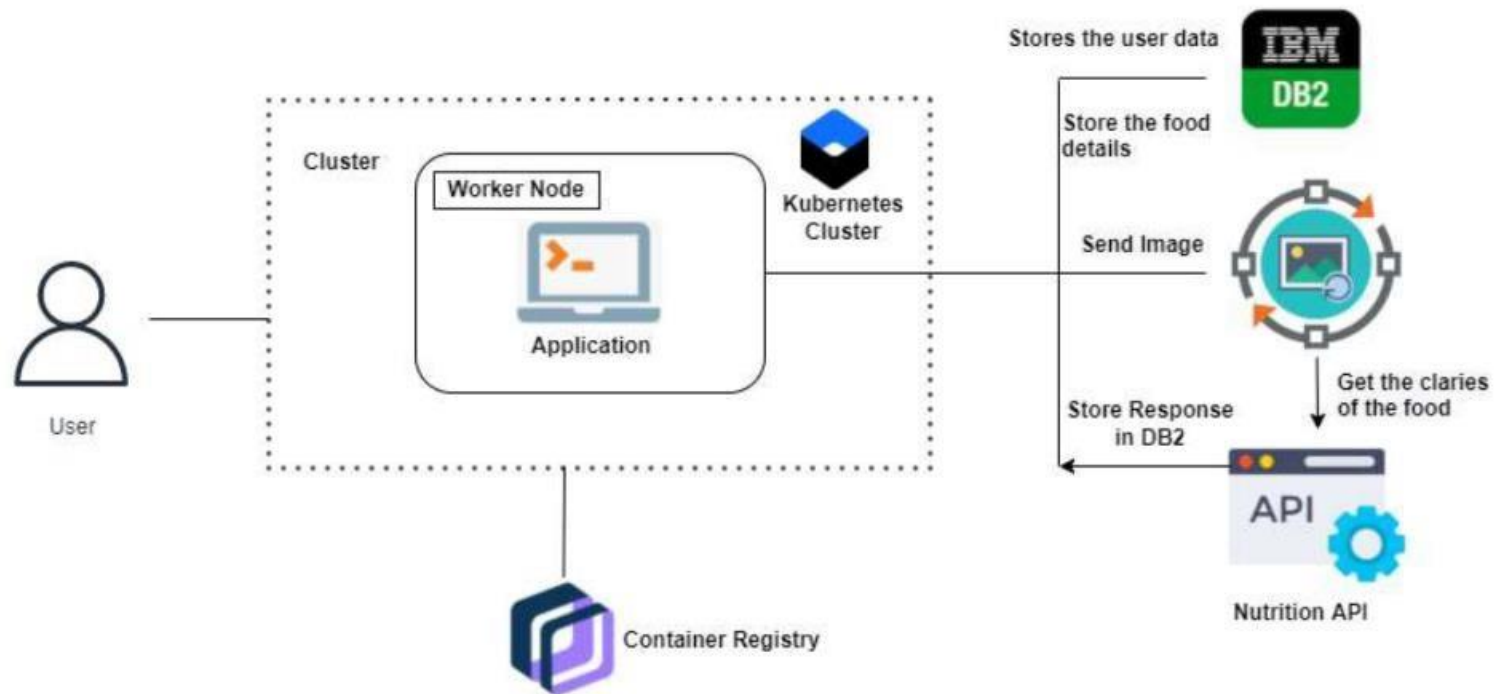 Stores the user data
IBM
DB2
Store the food
details
Cluster
Worker Node
Kubernetes
Cluster
Send Image
Application
User
Get the claries
of the food
Store Response
in DB2
API
Nutrition API
Container Registry